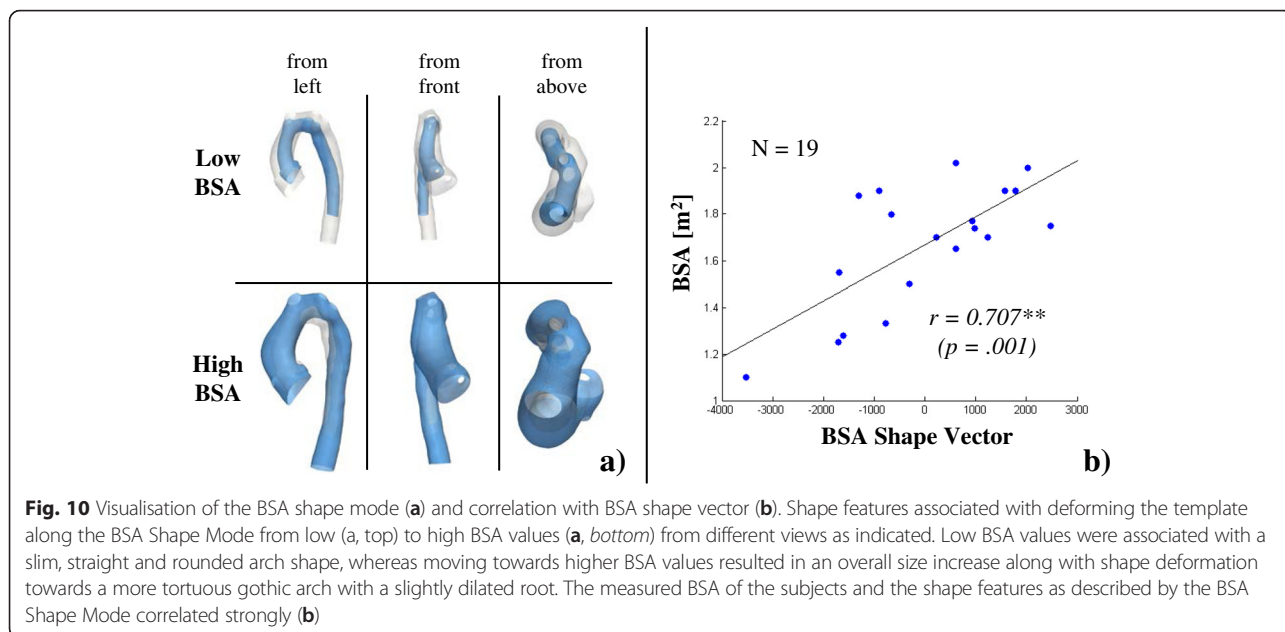 from left
from front
from above
Low BSA
High BSA
a)
N = 19
BSA [m²]
2.2
2
1.8
1.6
1.4
1.2
1
-4000 -3000 -2000 -1000 0 1000 2000 3000
r = 0.707**
(p = .001)
BSA Shape Vector
b)
Fig. 10 Visualisation of the BSA shape mode (a) and correlation with BSA shape vector (b). Shape features associated with deforming the template
along the BSA Shape Mode from low (a, top) to high BSA values (a, bottom) from different views as indicated. Low BSA values were associated with a
slim, straight and rounded arch shape, whereas moving towards higher BSA values resulted in an overall size increase along with shape deformation
towards a more tortuous gothic arch with a slightly dilated root. The measured BSA of the subjects and the shape features as described by the BSA
Shape Mode correlated strongly (b)